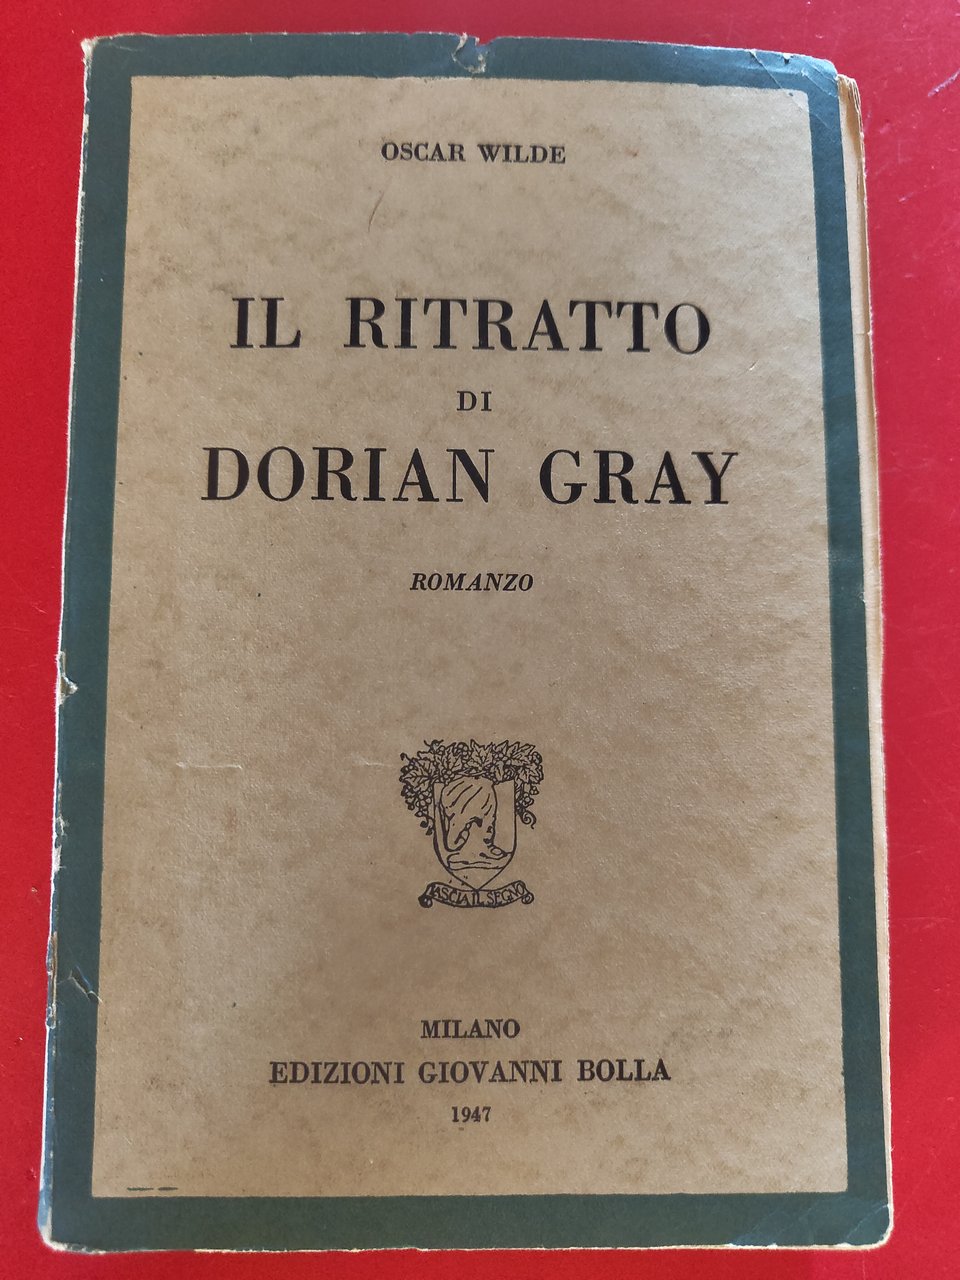 OSCAR WILDE
IL RITRATTO
DI
DORIAN GRAY
ROMANZO
LASCIA IL SEGNO
MILANO
EDIZIONI GIOVANNI BOLLA
1947